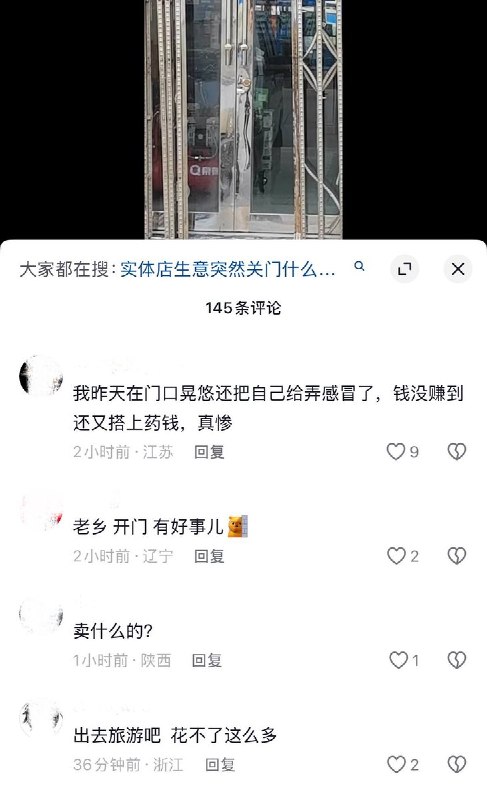 大家都在搜：实体店生意突然关门什么...
145条评论
我昨天在门口晃悠还把自己给弄感冒了，钱没赚到
还又搭上药钱，真惨
2小时前·江苏 回复 9
老乡 开门 有好事儿
2小时前·辽宁 回复 2
卖什么的?
1小时前·陕西 回复 1
出去旅游吧 花不了这么多
36分钟前·浙江 回复 2